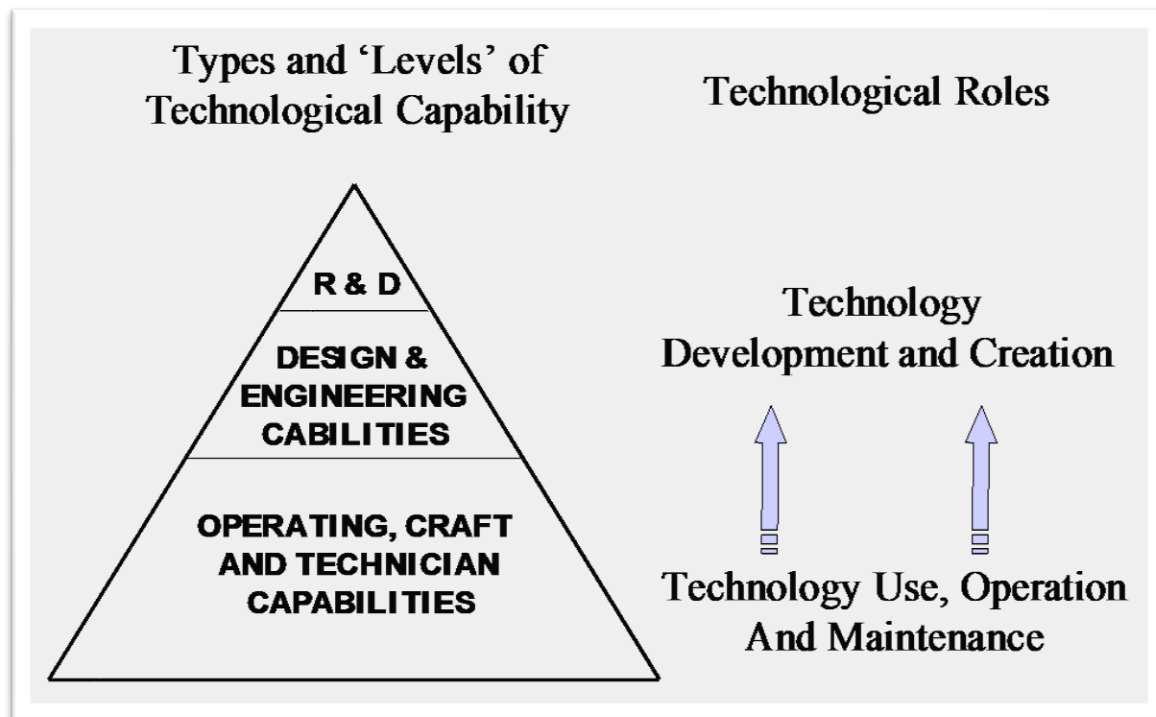 Types and ‘Levels’ of
Technological Capability
Technological Roles
R & D
DESIGN &
ENGINEERING
CABILITIES
OPERATING, CRAFT
AND TECHNICIAN
CAPABILITIES
Technology
Development and Creation
Technology Use, Operation
And Maintenance